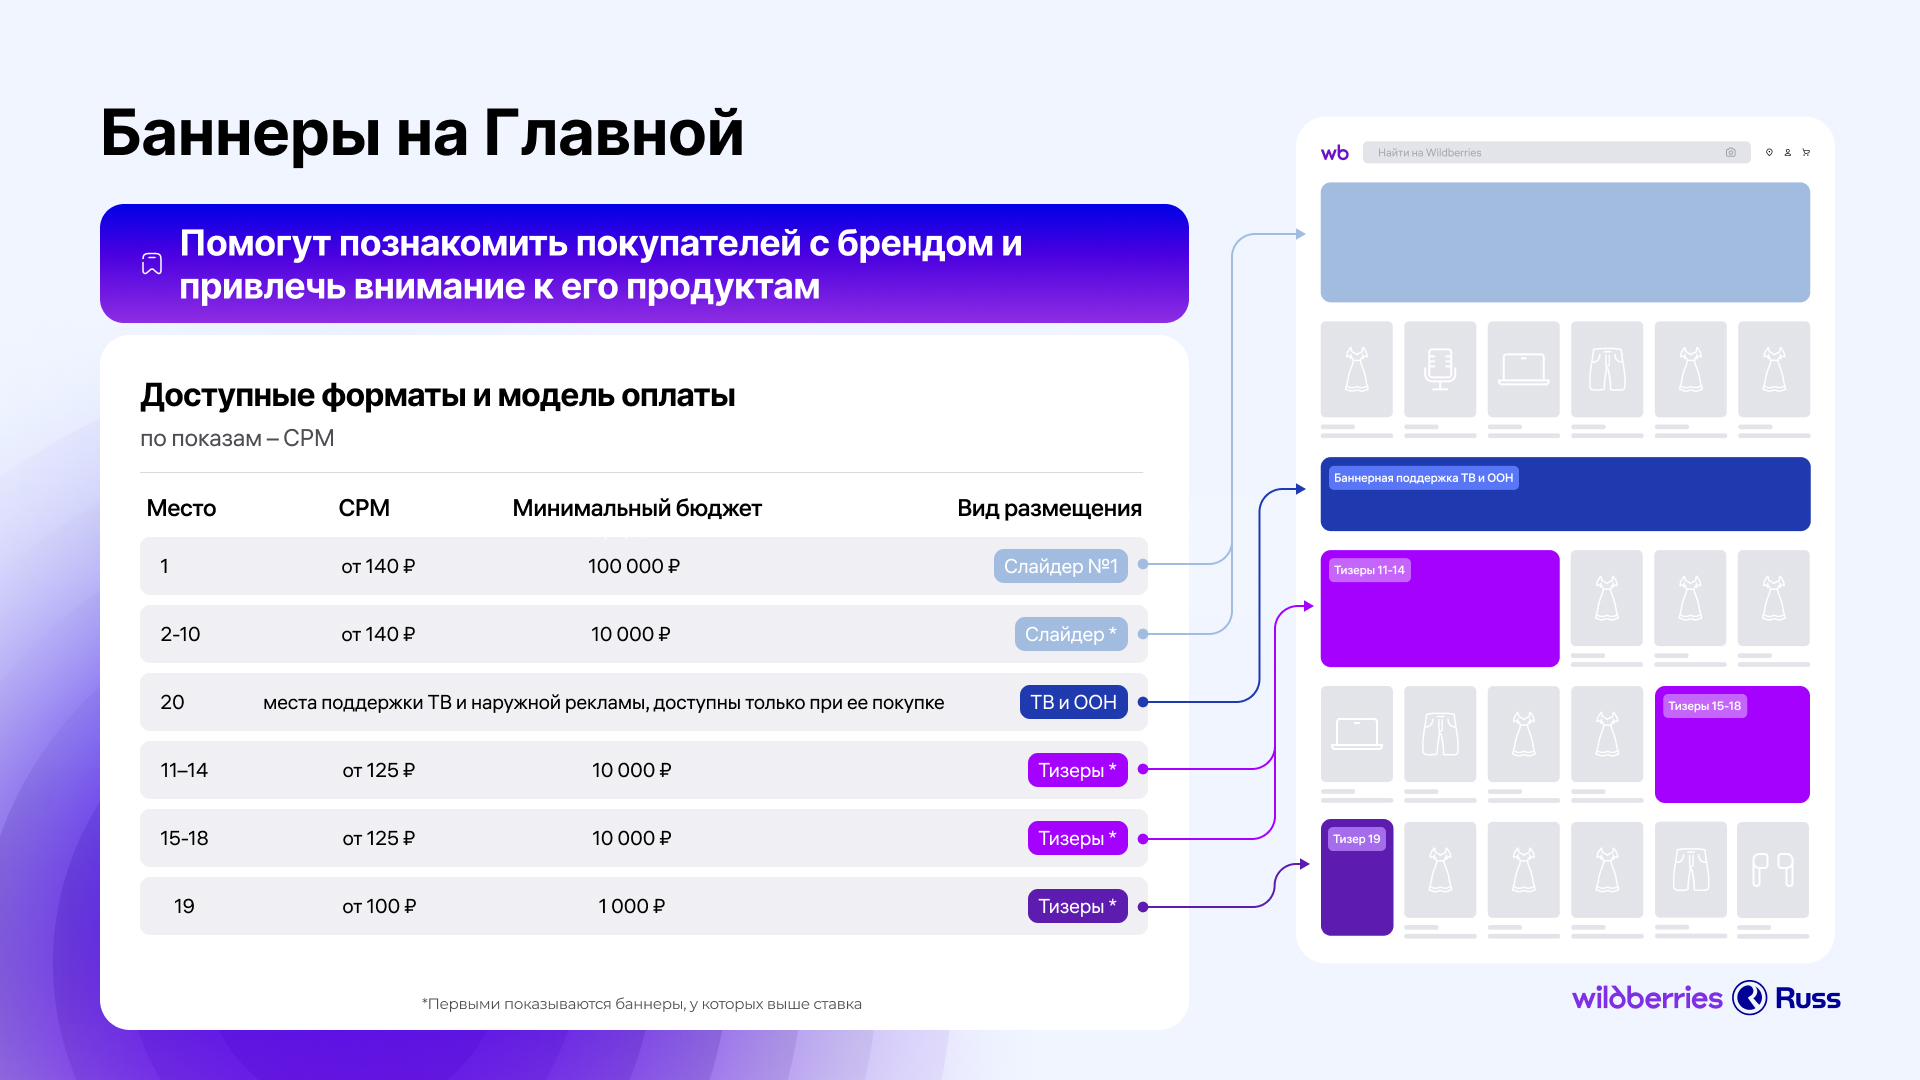 Баннеры на Главной
Помогут познакомить покупателей с брендом и
привлечь внимание к его продуктам
Доступные форматы и модель оплаты
по показам – CPM
Место CPM Минимальный бюджет Вид размещения
1 от 140 ₽ 100 000 ₽ Слайдер №1
2-10 от 140 ₽ 10 000 ₽ Слайдер *
20 места поддержки ТВ и наружной рекламы, доступны только при ее покупке ТВ и ООН
11–14 от 125 ₽ 10 000 ₽ Тизеры *
15-18 от 125 ₽ 10 000 ₽ Тизеры *
19 от 100 ₽ 1 000 ₽ Тизеры *
*Первыми показываются баннеры, у которых выше ставка
wb Найти на Wildberries
Баннерная поддержка ТВ и ООН
Тизеры 11-14
Тизеры 15-18
Тизер 19
wildberries Russ